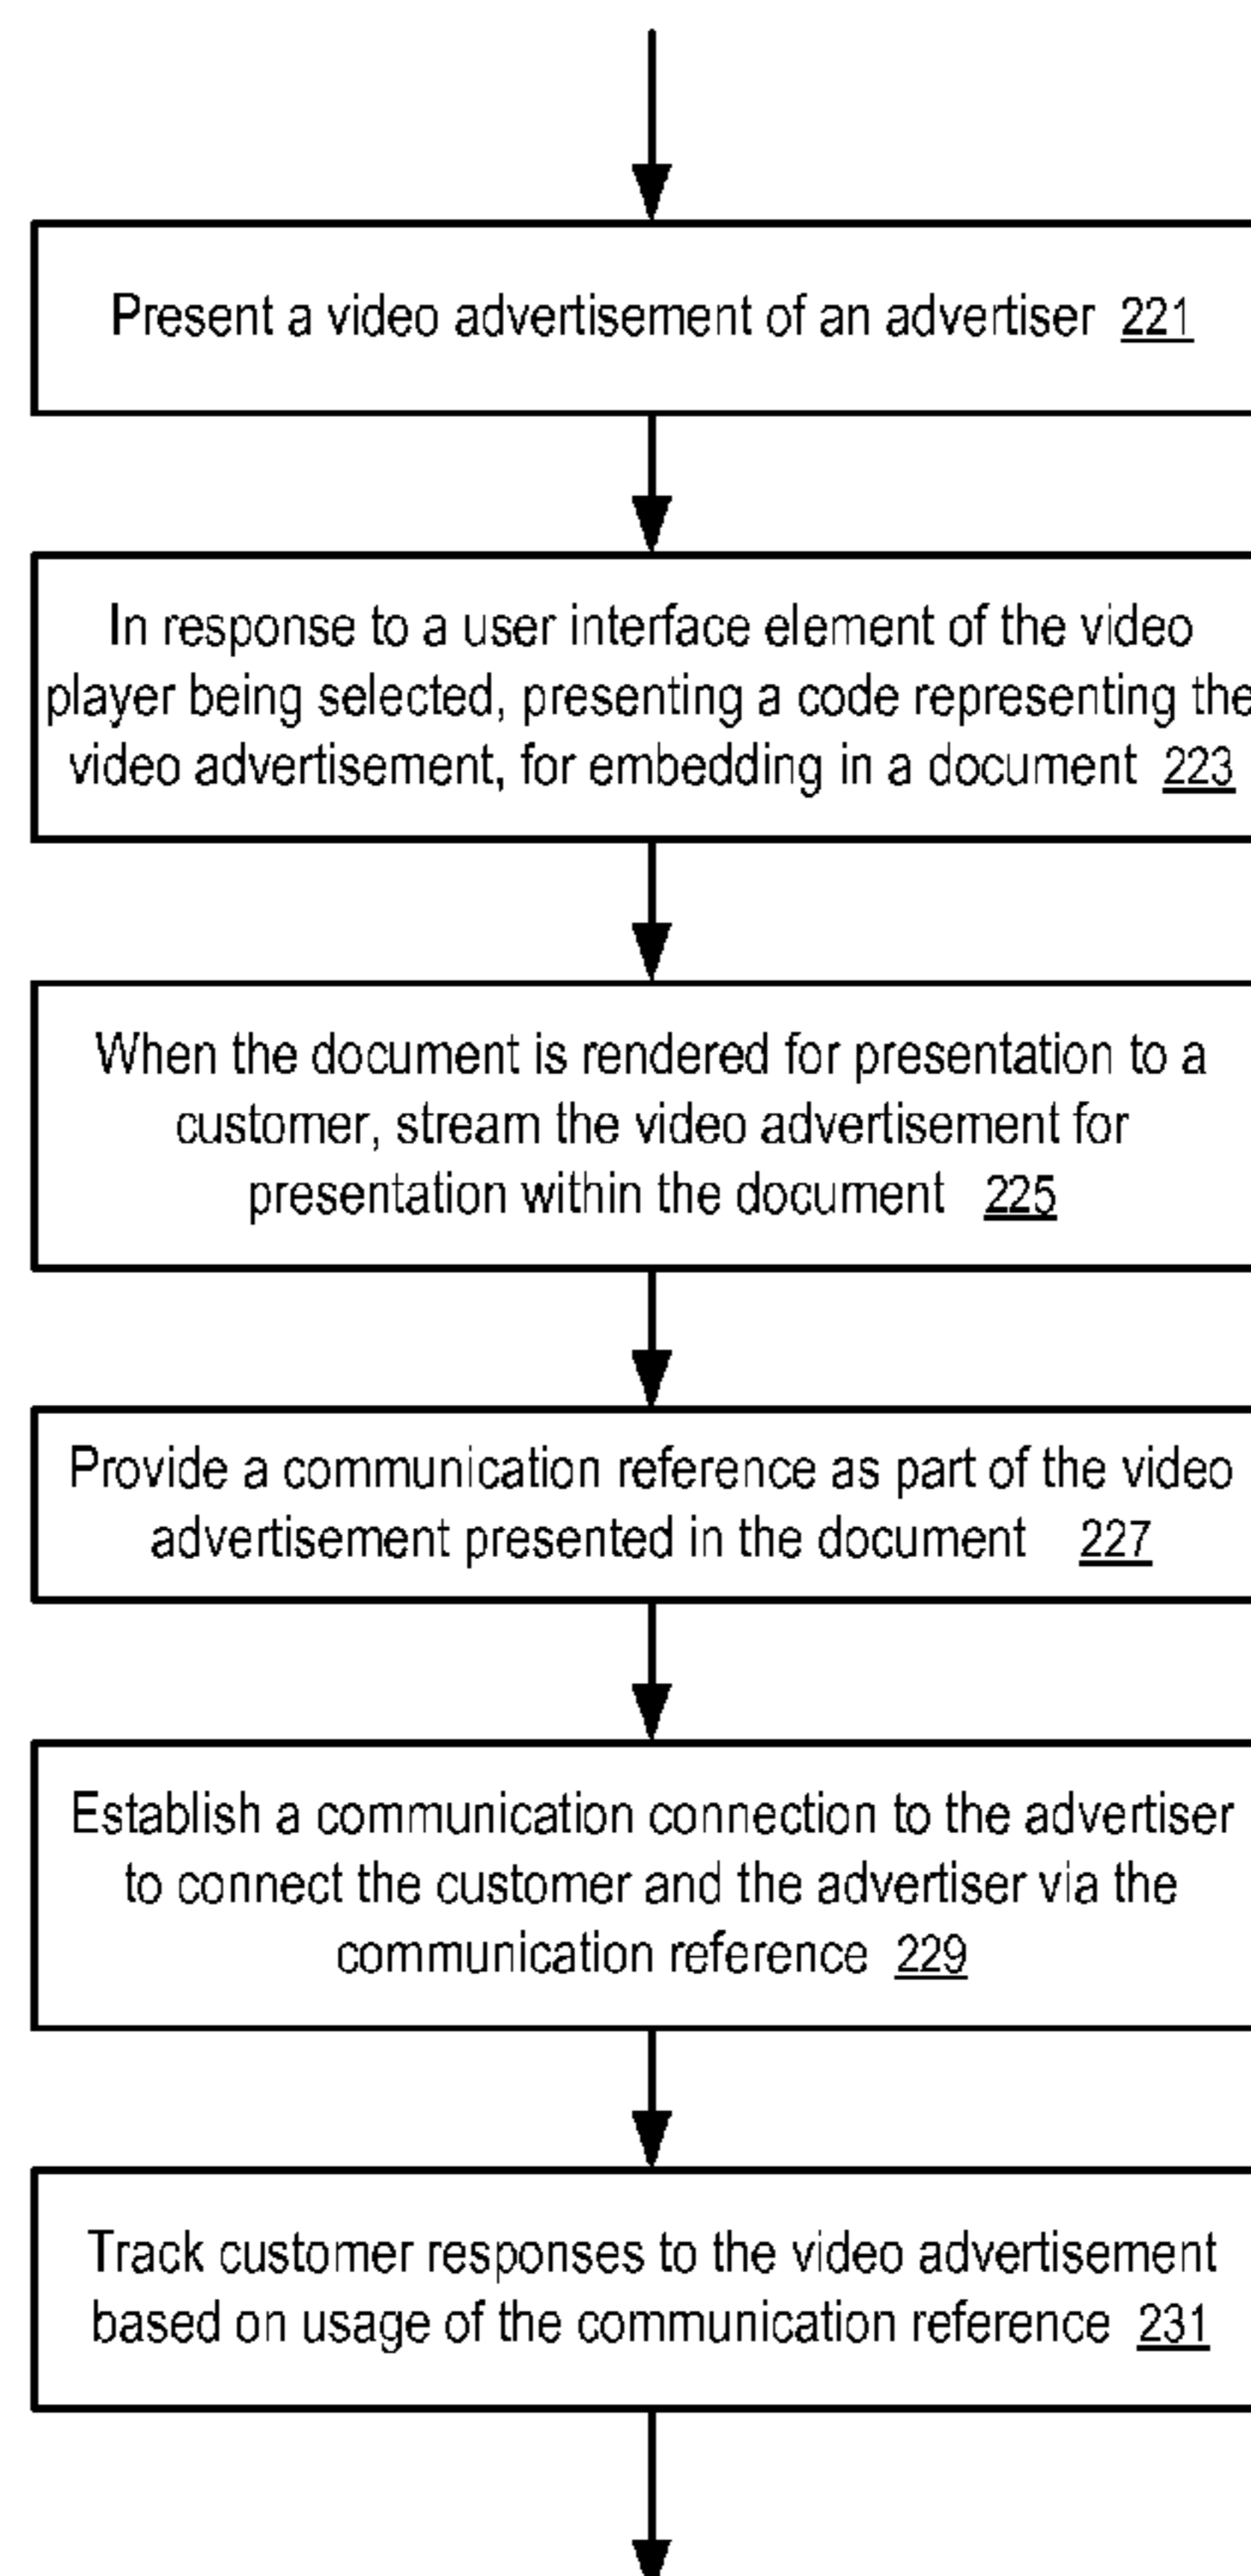 Present a video advertisement of an advertiser 221
In response to a user interface element of the video
player being selected, presenting a code representing the
video advertisement, for embedding in a document 223
When the document is rendered for presentation to a
customer, stream the video advertisement for
presentation within the document 225
Provide a communication reference as part of the video
advertisement presented in the document 227
Establish a communication connection to the advertiser
to connect the customer and the advertiser via the
communication reference 229
Track customer responses to the video advertisement
based on usage of the communication reference 231